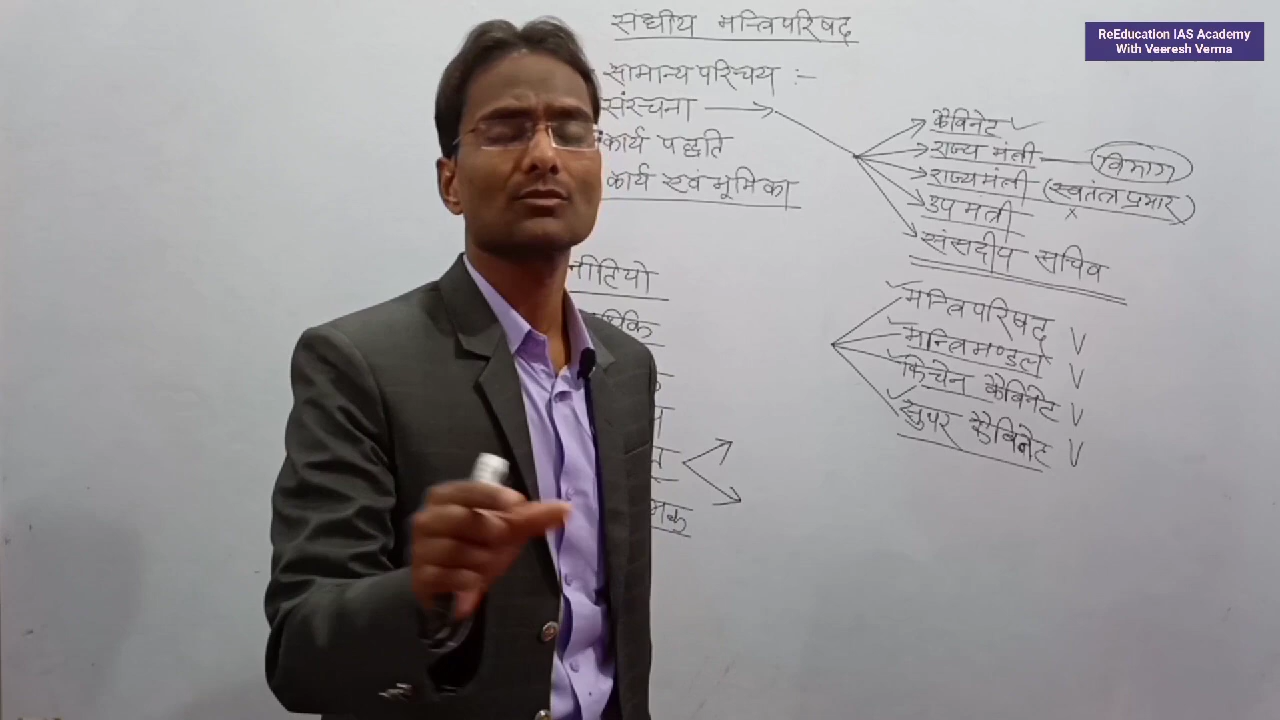 ReEducation IAS Academy
With Veeresh Verma
संघीय मन्त्रिपरिषद
सामान्य परिचय :-
संरचना
कार्य पद्धति
कार्य एवं भूमिका
कैबिनेट
राज्य मंत्री
विभाग
राज्यमंत्री (स्वतंत्र प्रभार)
उप मंत्री
संसदीय सचिव
मन्त्रिपरिषद
मन्त्रिमण्डल
किचेन कैबिनेट
सुपर कैबिनेट